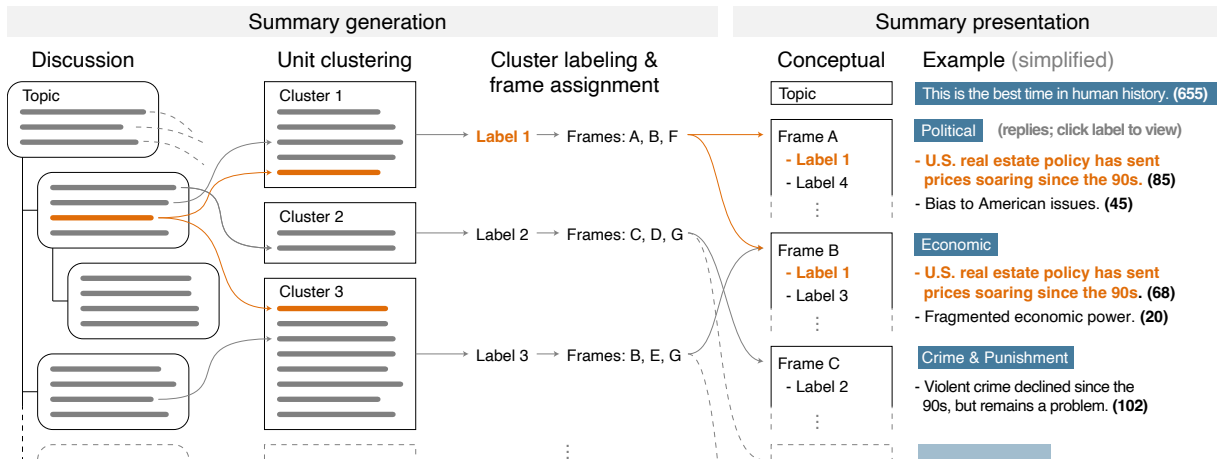 Summary generation
Summary presentation
Discussion
Unit clustering
Cluster labeling &
frame assignment
Conceptual
Example (simplified)
Topic
Cluster 1
Label 1
Frames: A, B, F
Cluster 2
Label 2
Frames: C, D, G
Cluster 3
Label 3
Frames: B, E, G
Topic
Frame A
- Label 1
- Label 4
Frame B
- Label 1
- Label 3
Frame C
- Label 2
This is the best time in human history. (655)
Political (replies; click label to view)
- U.S. real estate policy has sent
prices soaring since the 90s. (85)
- Bias to American issues. (45)
Economic
- U.S. real estate policy has sent
prices soaring since the 90s. (68)
- Fragmented economic power. (20)
Crime & Punishment
- Violent crime declined since the
90s, but remains a problem. (102)